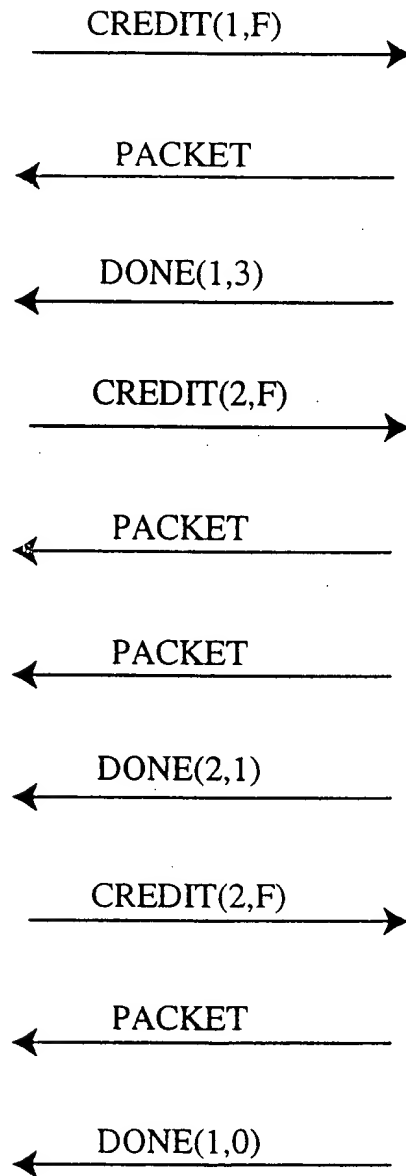 CREDIT(1,F)
PACKET
DONE(1,3)
CREDIT(2,F)
PACKET
PACKET
DONE(2,1)
CREDIT(2,F)
PACKET
DONE(1,0)